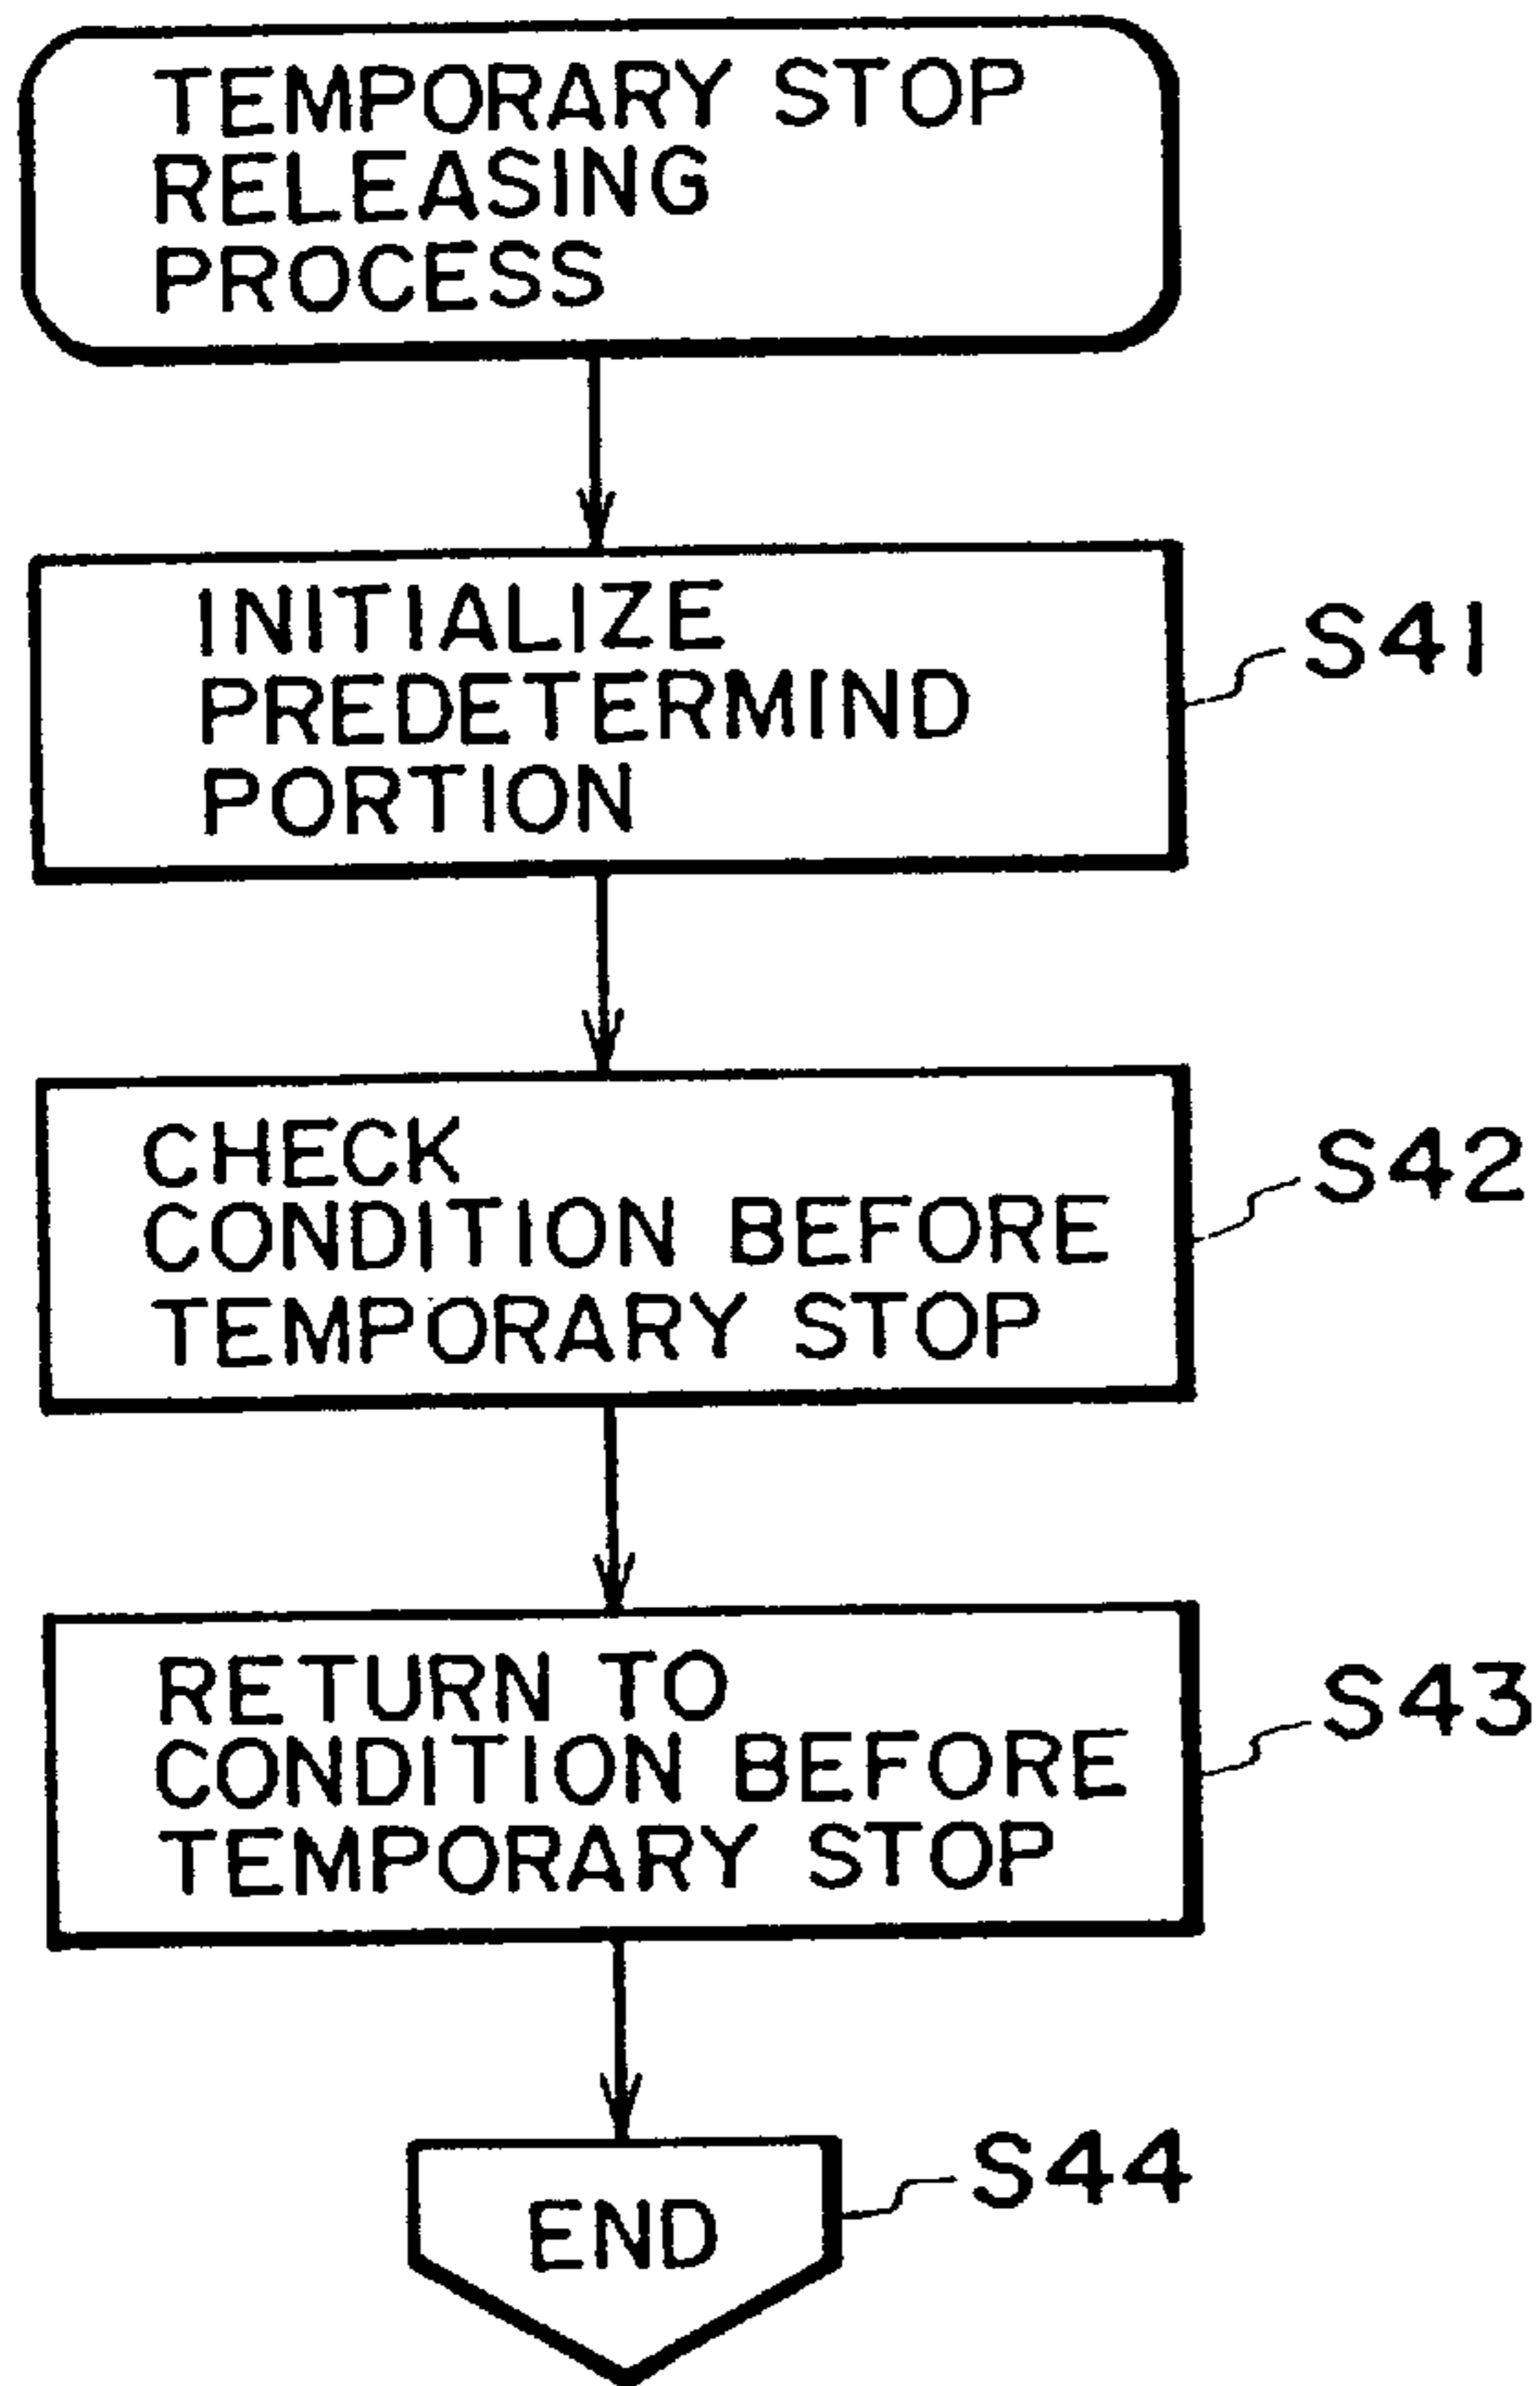 TEMPORARY STOP
RELEASING
PROCESS
INITIALIZE
PREDETERMIND
PORTION
S41
CHECK
CONDITION BEFORE
TEMPORARY STOP
S42
RETURN TO
CONDITION BEFORE
TEMPORARY STOP
S43
END
S44